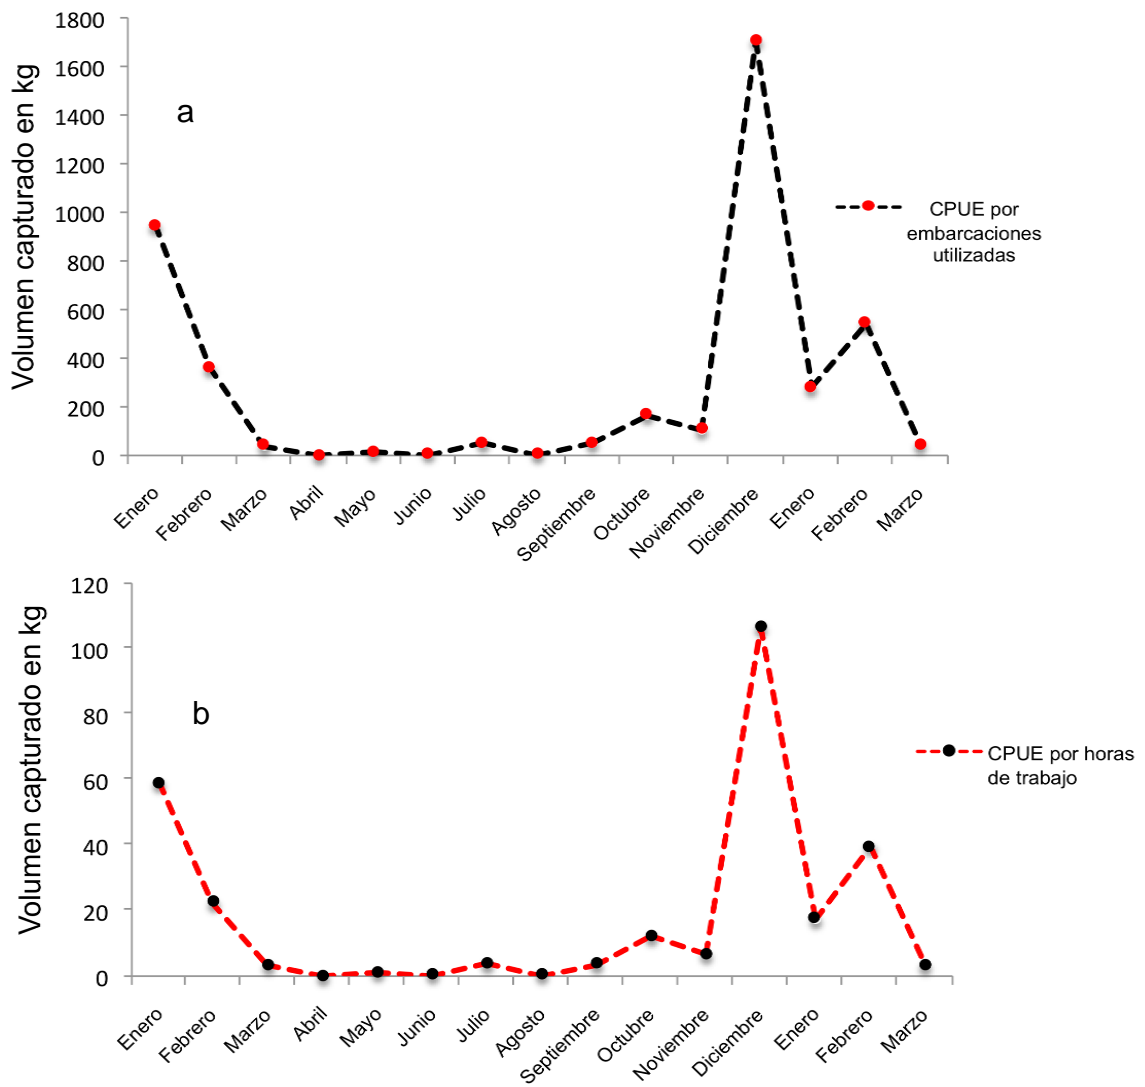 Volumen capturado en kg
1800
1600
1400
1200
1000
800
600
400
200
0
a
CPUE por
embarcaciones
utilizadas
Enero
Febrero
Marzo
Abril
Mayo
Junio
Julio
Agosto
Septiembre
Octubre
Noviembre
Diciembre
Enero
Febrero
Marzo
Volumen capturado en kg
120
100
80
60
40
20
0
b
CPUE por horas
de trabajo
Enero
Febrero
Marzo
Abril
Mayo
Junio
Julio
Agosto
Septiembre
Octubre
Noviembre
Diciembre
Enero
Febrero
Marzo